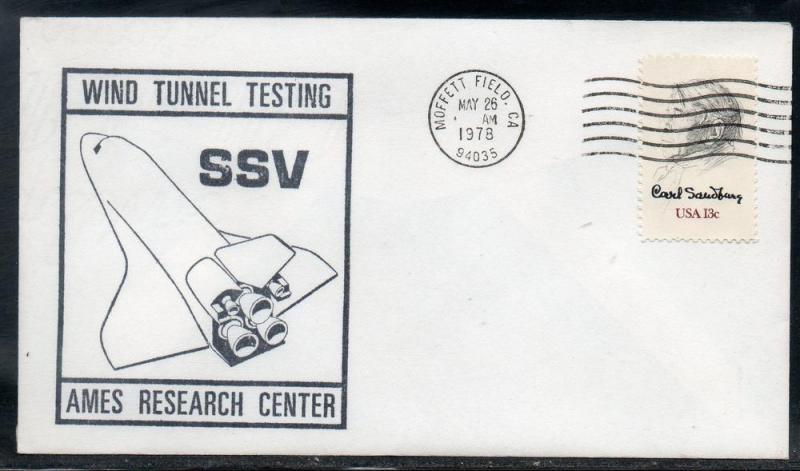 WIND TUNNEL TESTING
SSV
AMES RESEARCH CENTER
MOFFETT FIELD, CA
MAY 26
AM
1978
94035
Carl Sandburg
USA 13c